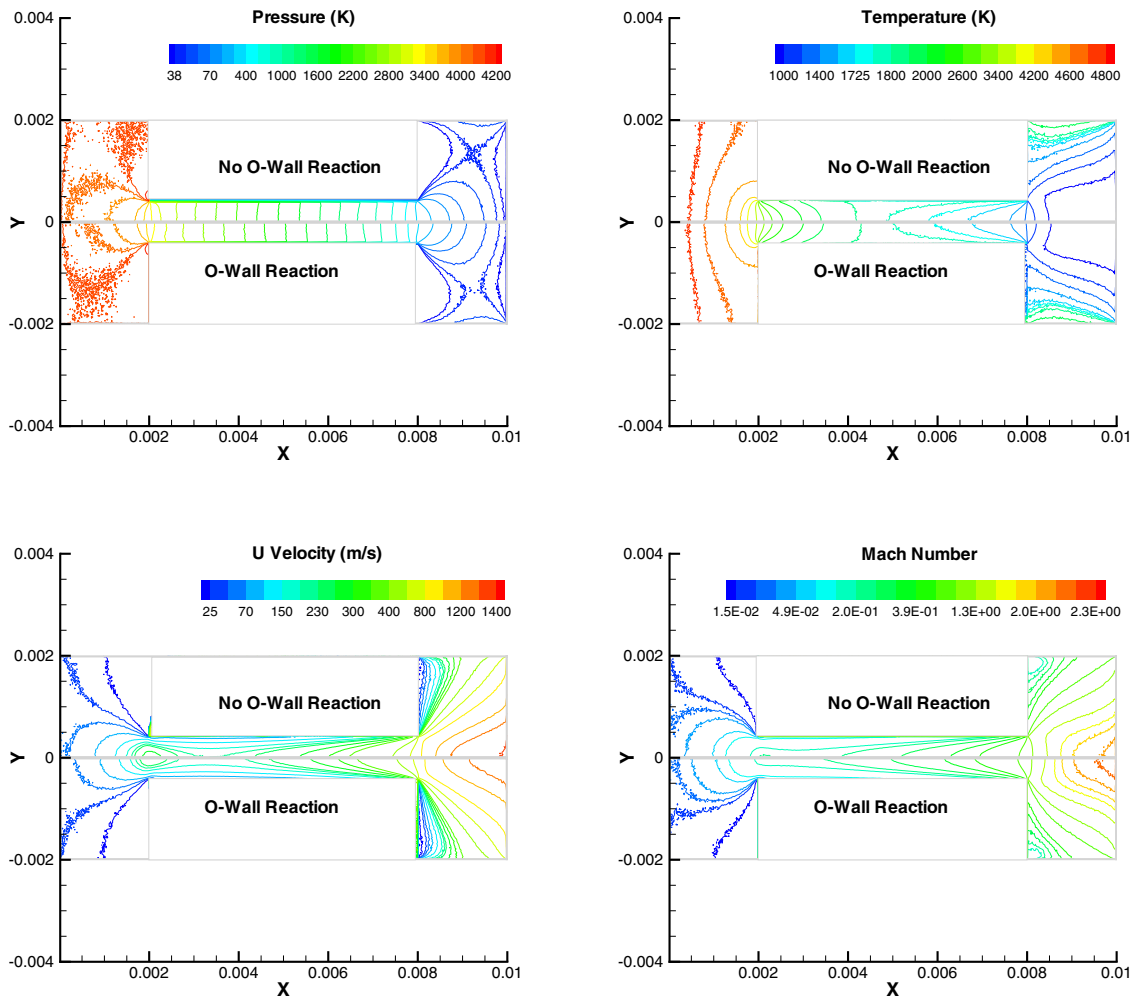 Pressure (K)
38 70 400 1000 1600 2200 2800 3400 4000 4200
0.004
0.002
0
-0.002
-0.004
Y
No O-Wall Reaction
O-Wall Reaction
0.002 0.004 0.006 0.008 0.01
X
Temperature (K)
1000 1400 1725 1800 2000 2600 3400 4200 4600 4800
0.004
0.002
0
-0.002
-0.004
Y
No O-Wall Reaction
O-Wall Reaction
0.002 0.004 0.006 0.008 0.01
X
U Velocity (m/s)
25 70 150 230 300 400 800 1200 1400
0.004
0.002
0
-0.002
-0.004
Y
No O-Wall Reaction
O-Wall Reaction
0.002 0.004 0.006 0.008 0.01
X
Mach Number
1.5E-02 4.9E-02 2.0E-01 3.9E-01 1.3E+00 2.0E+00 2.3E+00
0.004
0.002
0
-0.002
-0.004
Y
No O-Wall Reaction
O-Wall Reaction
0.002 0.004 0.006 0.008 0.01
X